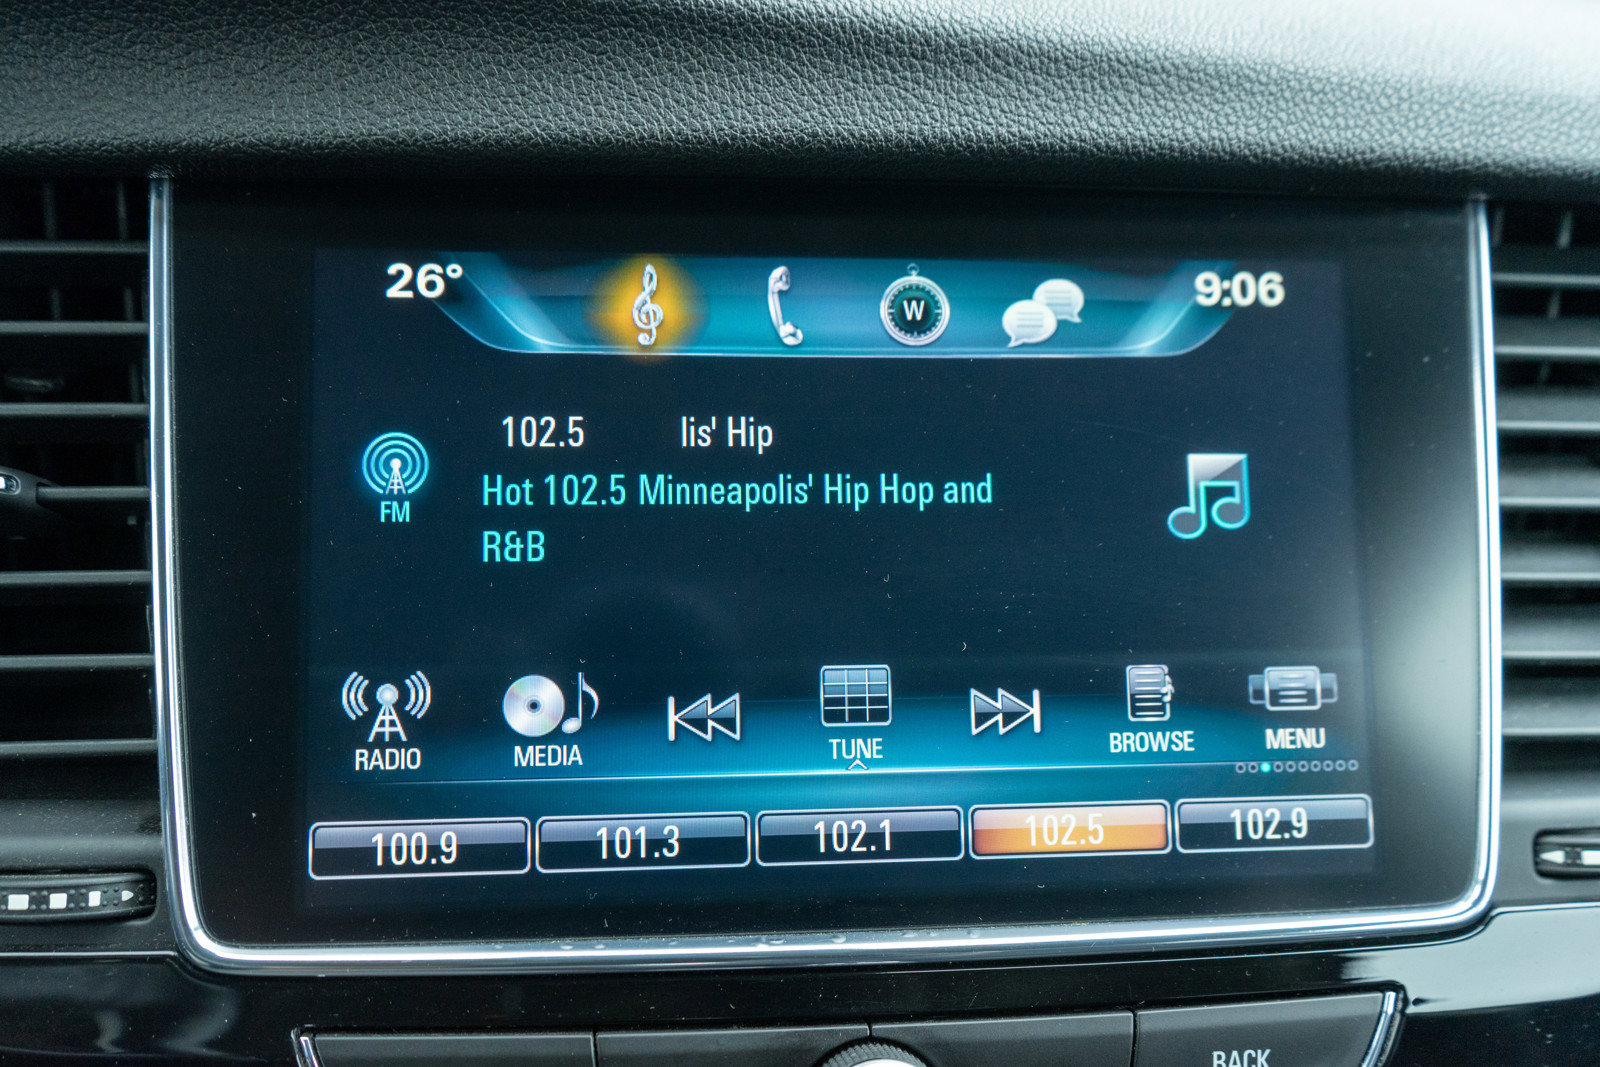 26°
W
9:06
102.5 lis' Hip
FM
Hot 102.5 Minneapolis' Hip Hop and
R&B
RADIO
MEDIA
TUNE
BROWSE
MENU
100.9
101.3
102.1
102.5
102.9
BACK